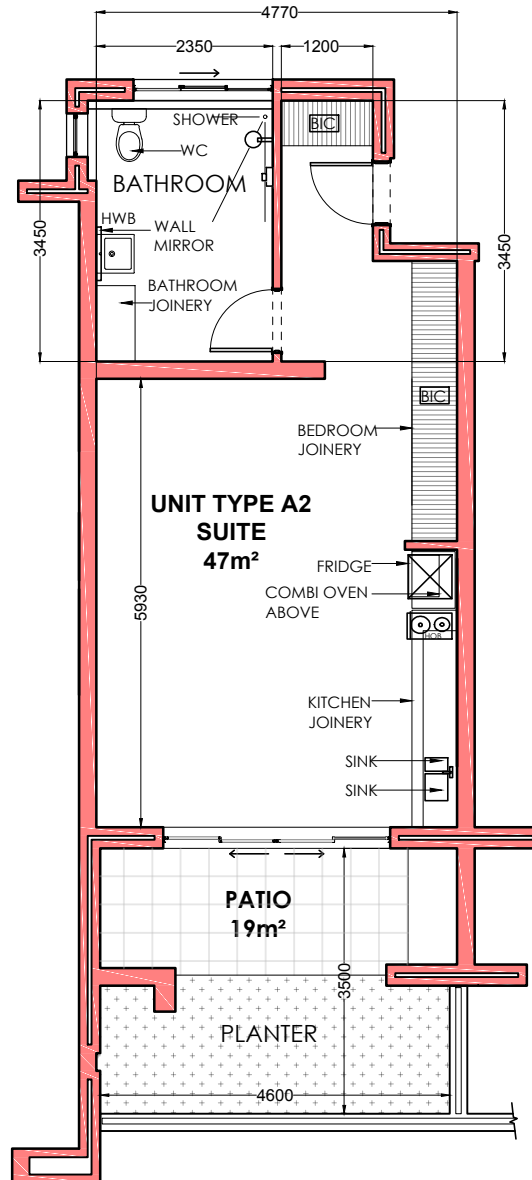 4770
2350
1200
SHOWER
BIC
WC
BATHROOM
HWB
WALL
MIRROR
3450
3450
BATHROOM
JOINERY
BIC
BEDROOM
JOINERY
UNIT TYPE A2
SUITE
47m²
FRIDGE
COMBI OVEN
ABOVE
5930
HOB
KITCHEN
JOINERY
SINK
SINK
PATIO
19m²
3500
PLANTER
4600